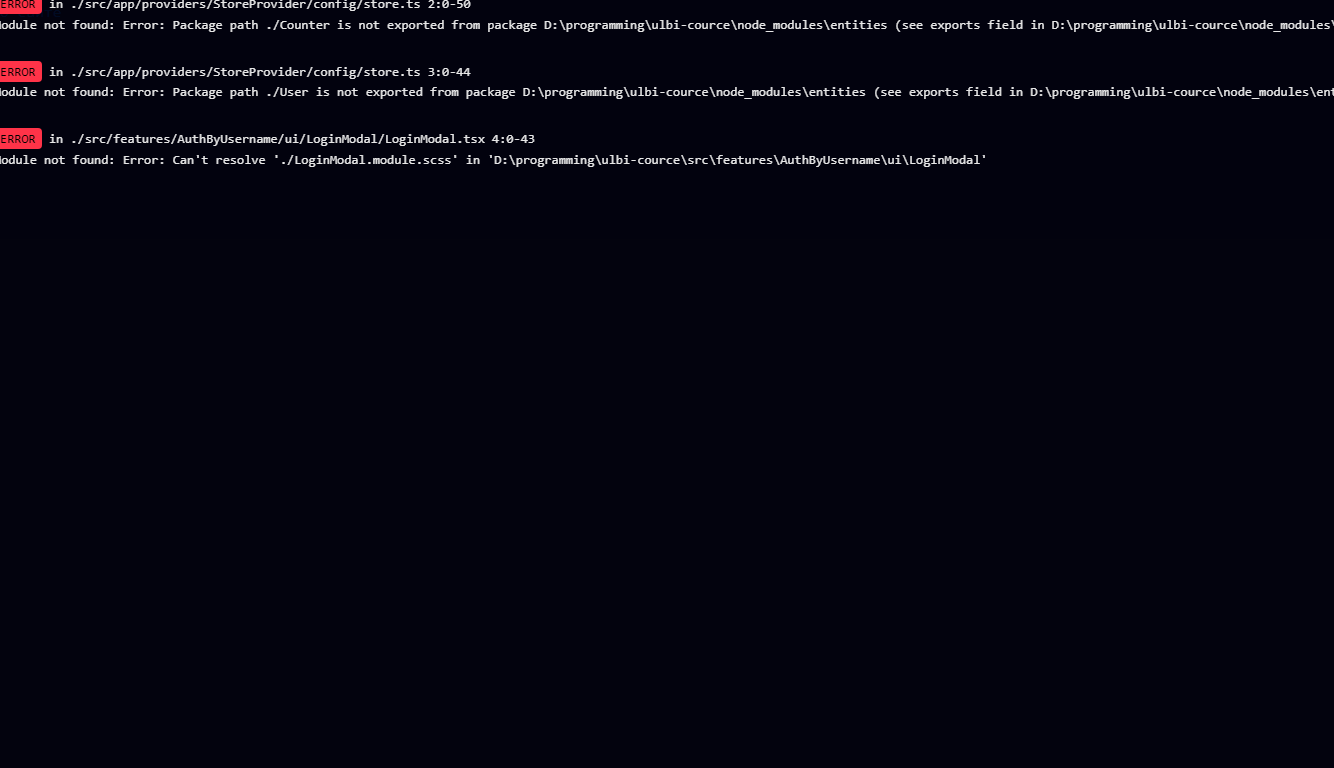 ERROR in ./src/app/providers/StoreProvider/config/store.ts 2:0-50
odule not found: Error: Package path ./Counter is not exported from package D:\programming\ulbi-cource\node_modules\entities (see exports field in D:\programming\ulbi-cource\node_modules\
ERROR in ./src/app/providers/StoreProvider/config/store.ts 3:0-44
odule not found: Error: Package path ./User is not exported from package D:\programming\ulbi-cource\node_modules\entities (see exports field in D:\programming\ulbi-cource\node_modules\ent
ERROR in ./src/features/AuthByUsername/ui/LoginModal/LoginModal.tsx 4:0-43
odule not found: Error: Can't resolve './LoginModal.module.scss' in 'D:\programming\ulbi-cource\src\features\AuthByUsername\ui\LoginModal'